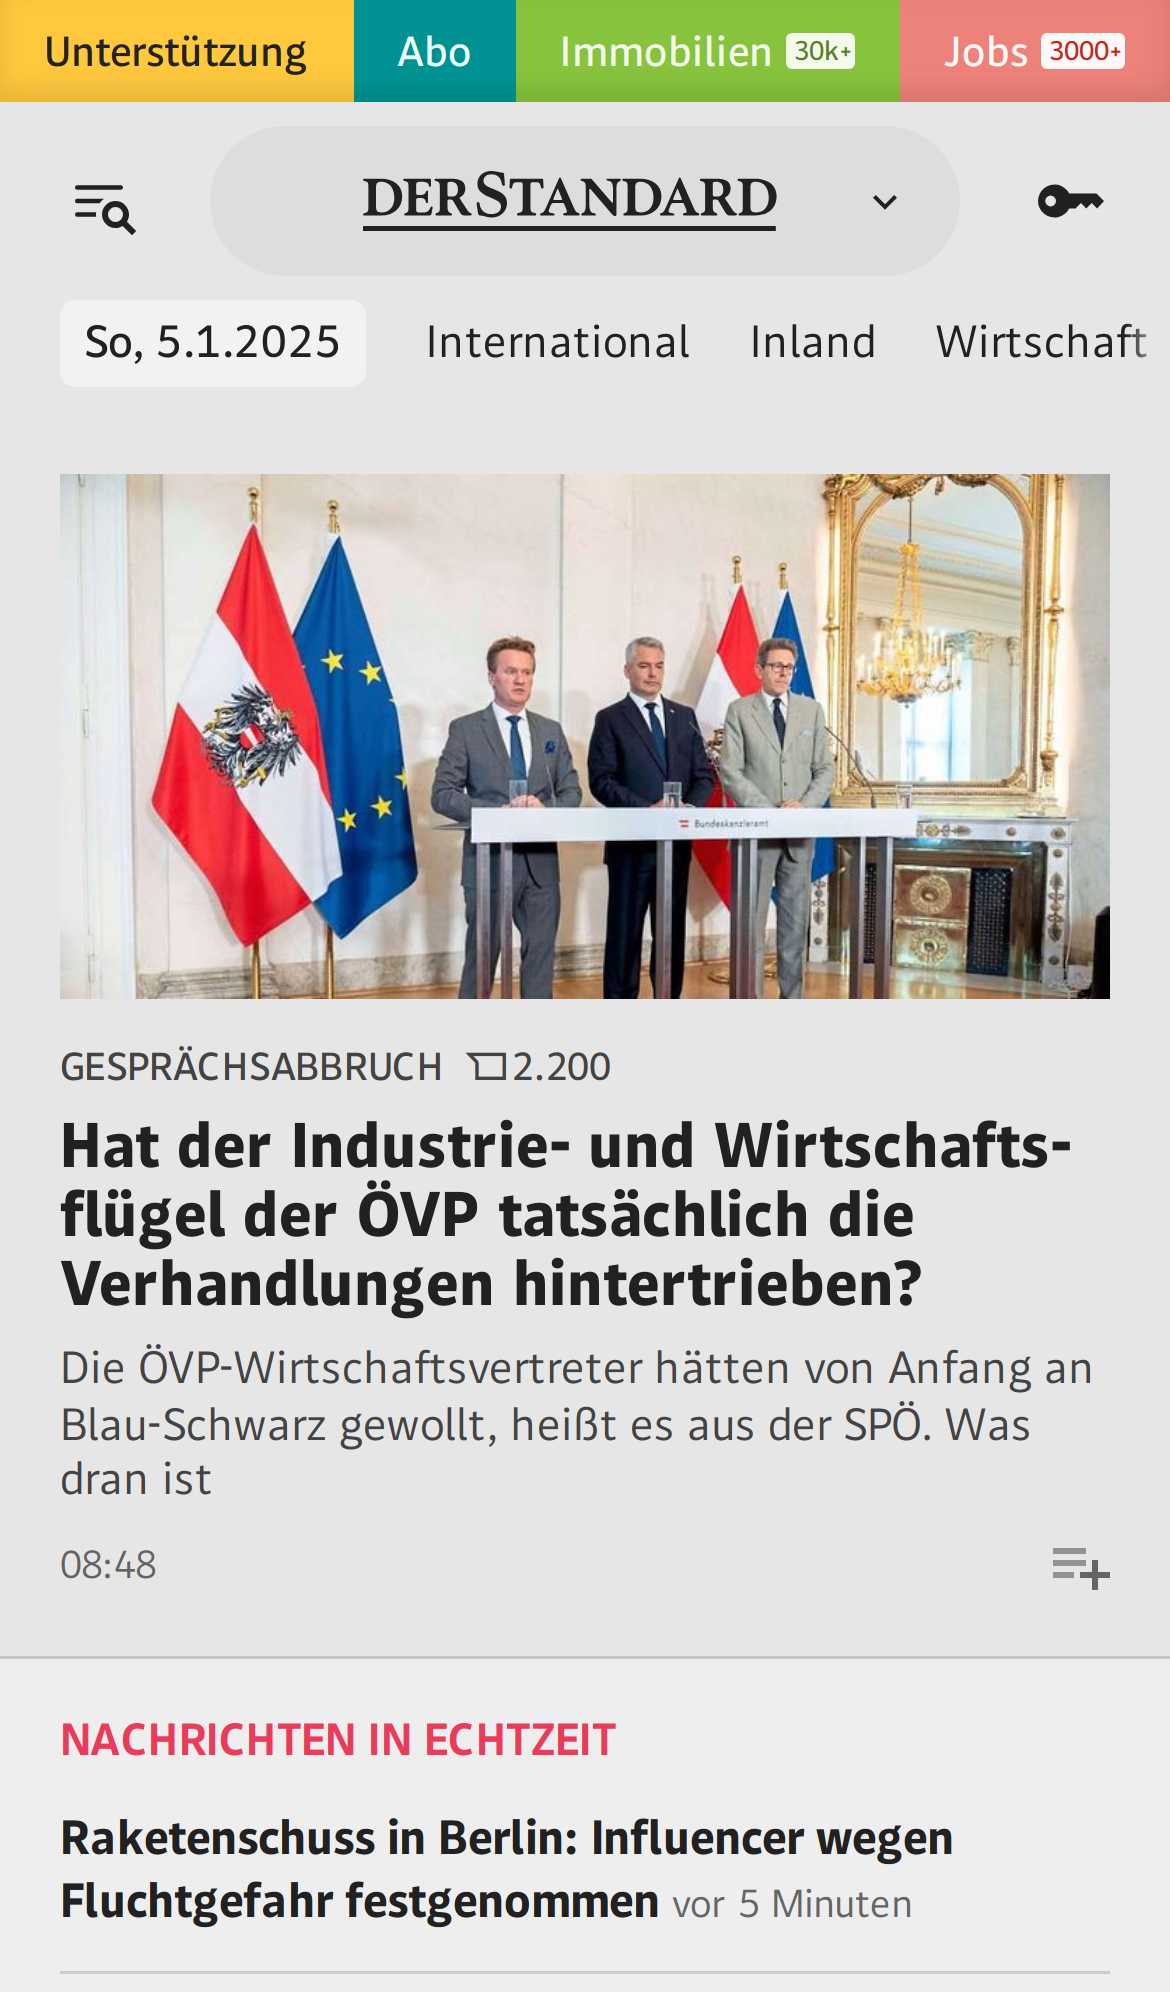 Unterstützung
Abo
Immobilien 30k+
Jobs 3000+
DERSTANDARD
So, 5.1.2025
International
Inland
Wirtschaft
Bundeskanzleramt
GESPRÄCHSABBRUCH 2.200
Hat der Industrie- und Wirtschafts-
flügel der ÖVP tatsächlich die
Verhandlungen hintertrieben?
Die ÖVP-Wirtschaftsvertreter hätten von Anfang an
Blau-Schwarz gewollt, heißt es aus der SPÖ. Was
dran ist
08:48
NACHRICHTEN IN ECHTZEIT
Raketenschuss in Berlin: Influencer wegen
Fluchtgefahr festgenommen vor 5 Minuten